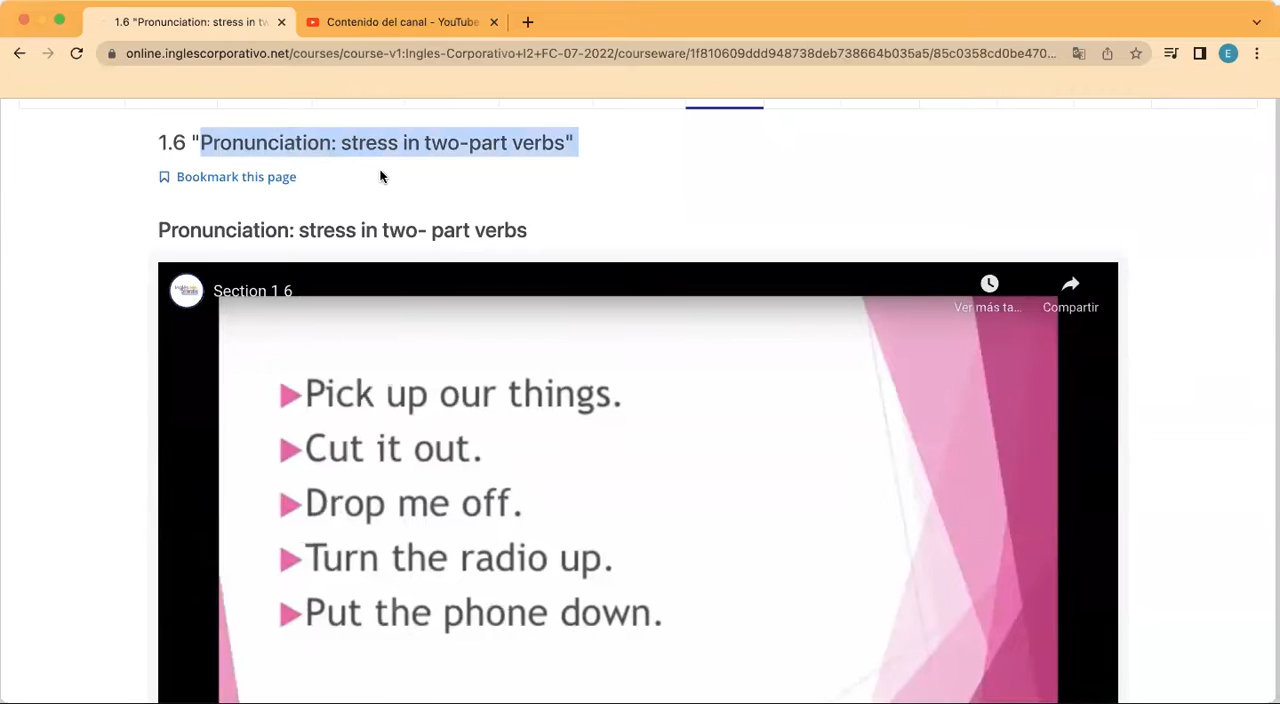 1.6 "Pronunciation: stress in tw
Contenido del canal - YouTube
online.inglescorporativo.net/courses/course-v1:Ingles-Corporativo+I2+FC-07-2022/courseware/1f810609ddd948738deb738664b035a5/85c0358cd0be470...
E
1.6 "Pronunciation: stress in two-part verbs"
Bookmark this page
Pronunciation: stress in two- part verbs
Section 1 6
Ver más ta...
Compartir
Pick up our things.
Cut it out.
Drop me off.
Turn the radio up.
Put the phone down.